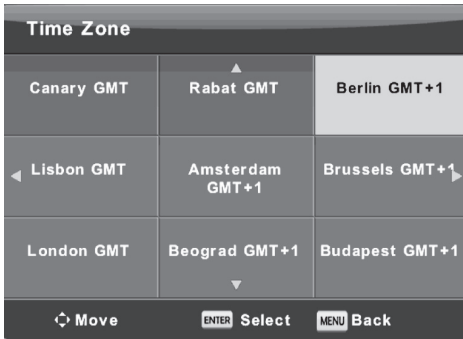 Time Zone
Canary GMT
Rabat GMT
Berlin GMT+1
Lisbon GMT
Amsterdam
GMT+1
Brussels GMT+1
London GMT
Beograd GMT+1
Budapest GMT+1
Move
ENTER Select
MENU Back